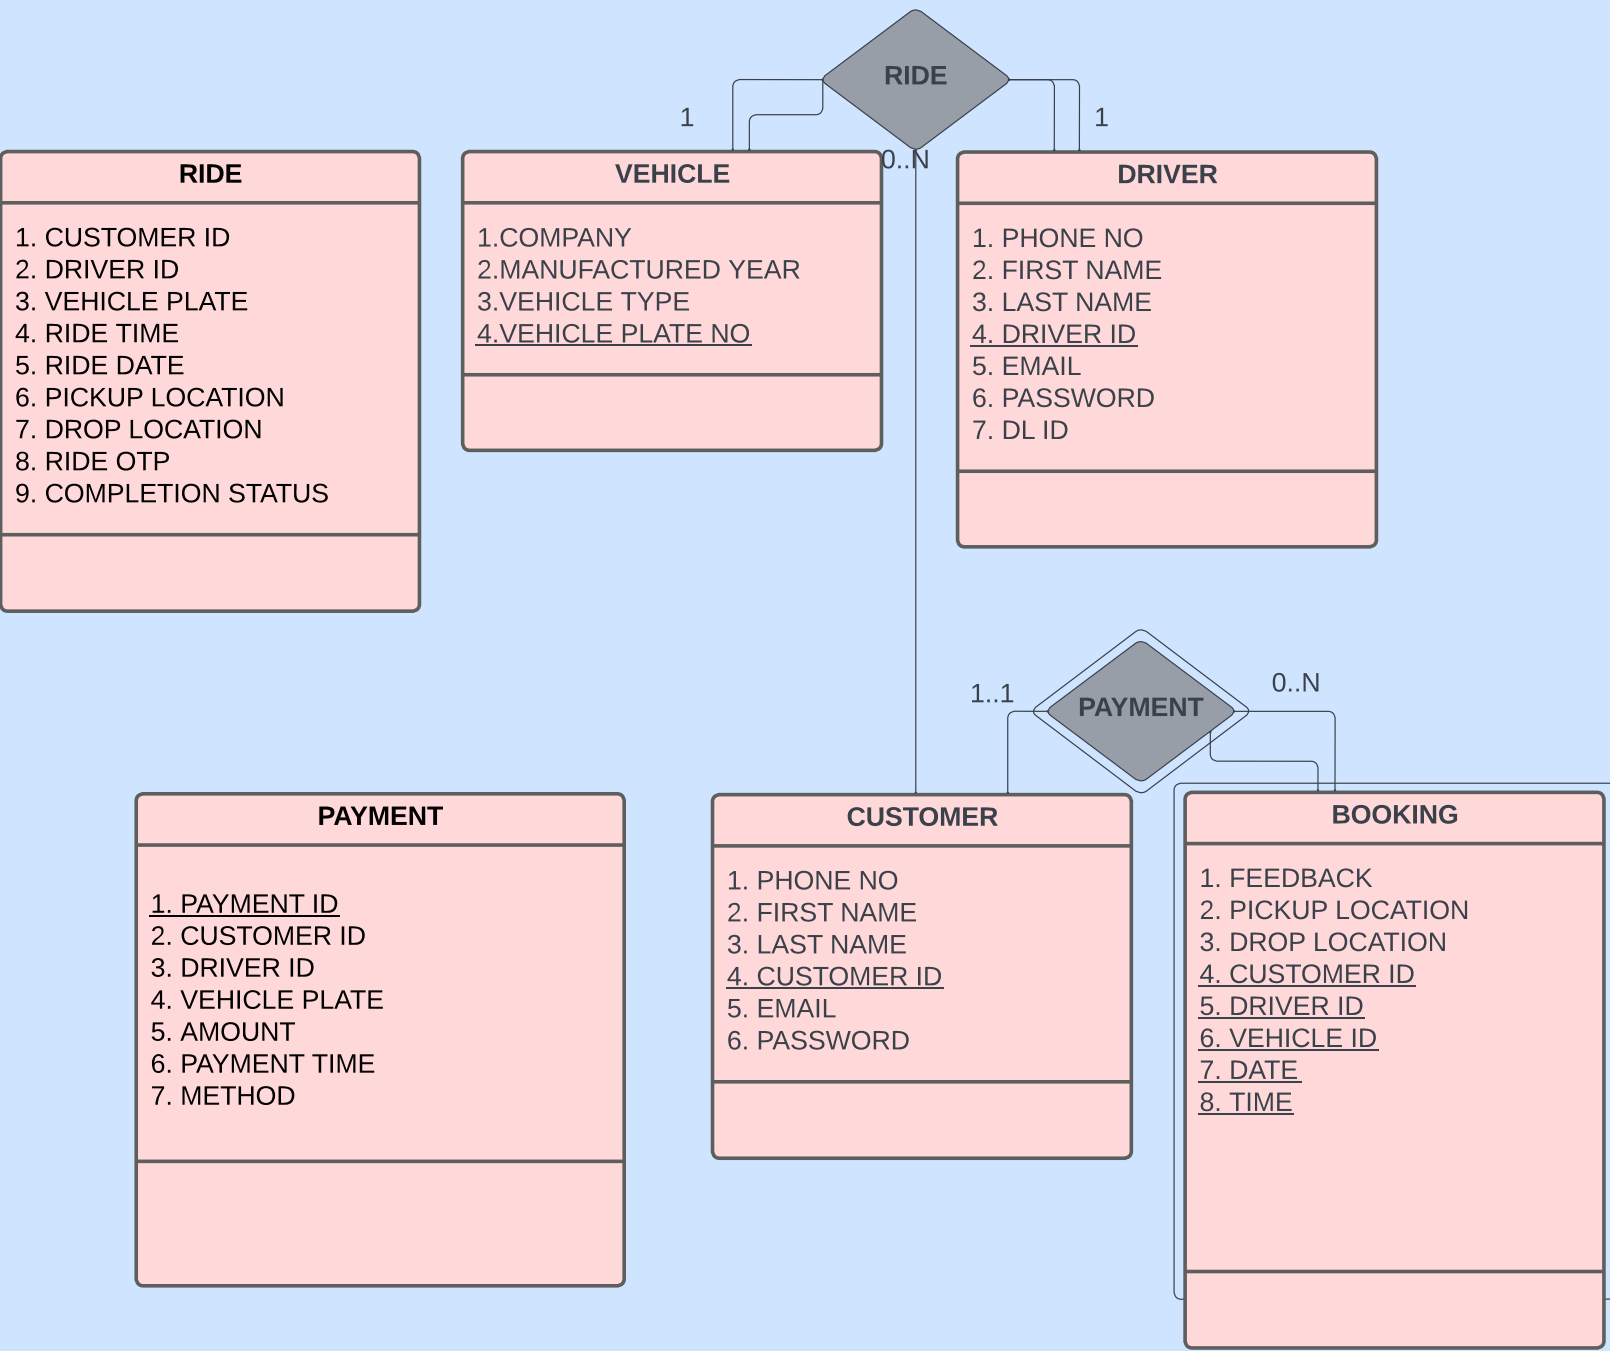 RIDE
1
1
0..N
RIDE
1. CUSTOMER ID
2. DRIVER ID
3. VEHICLE PLATE
4. RIDE TIME
5. RIDE DATE
6. PICKUP LOCATION
7. DROP LOCATION
8. RIDE OTP
9. COMPLETION STATUS
VEHICLE
1.COMPANY
2.MANUFACTURED YEAR
3.VEHICLE TYPE
4.VEHICLE PLATE NO
DRIVER
1. PHONE NO
2. FIRST NAME
3. LAST NAME
4. DRIVER ID
5. EMAIL
6. PASSWORD
7. DL ID
1..1
PAYMENT
0..N
PAYMENT
1. PAYMENT ID
2. CUSTOMER ID
3. DRIVER ID
4. VEHICLE PLATE
5. AMOUNT
6. PAYMENT TIME
7. METHOD
CUSTOMER
1. PHONE NO
2. FIRST NAME
3. LAST NAME
4. CUSTOMER ID
5. EMAIL
6. PASSWORD
BOOKING
1. FEEDBACK
2. PICKUP LOCATION
3. DROP LOCATION
4. CUSTOMER ID
5. DRIVER ID
6. VEHICLE ID
7. DATE
8. TIME